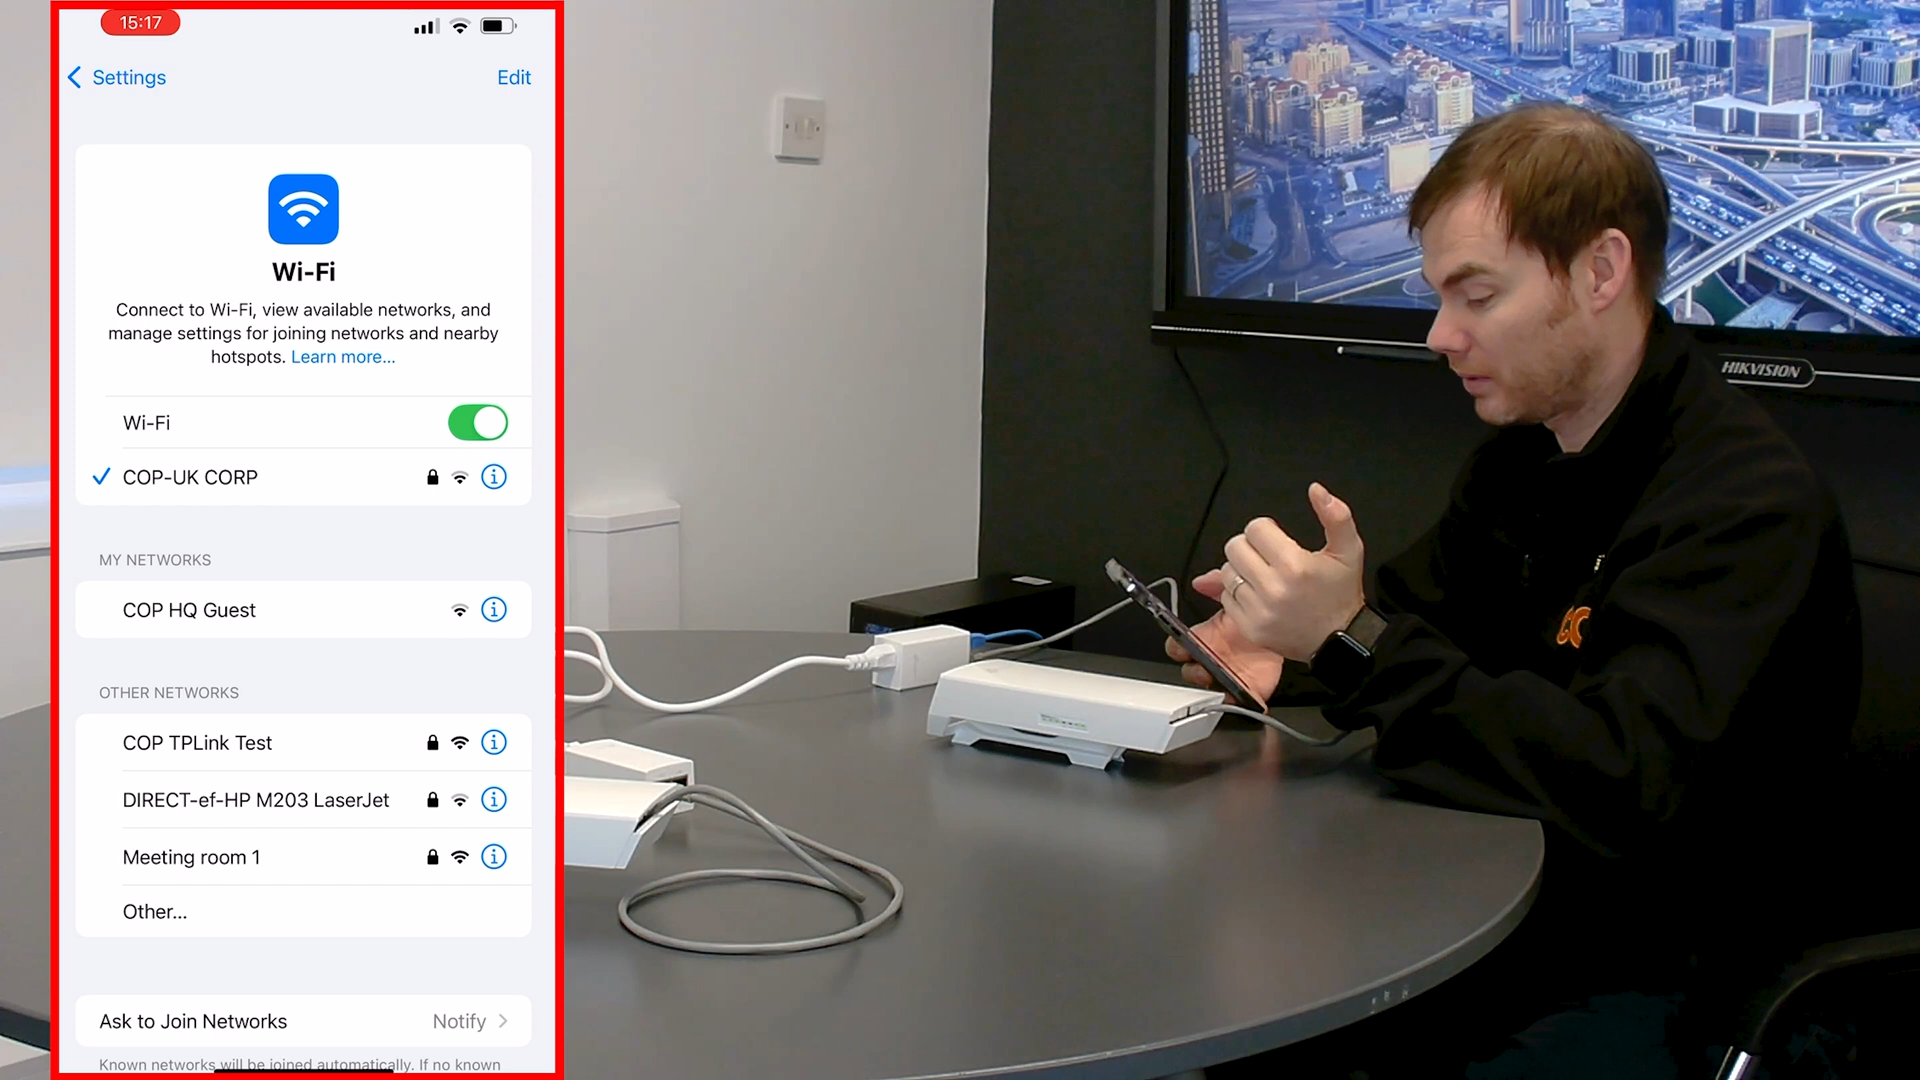 15:17
Settings
Edit
Wi-Fi
Connect to Wi-Fi, view available networks, and
manage settings for joining networks and nearby
hotspots. Learn more...
Wi-Fi
COP-UK CORP
MY NETWORKS
COP HQ Guest
OTHER NETWORKS
COP TPLink Test
DIRECT-ef-HP M203 LaserJet
Meeting room 1
Other...
Ask to Join Networks
Notify
Known networks will be joined automatically. If no known
HIKVISION